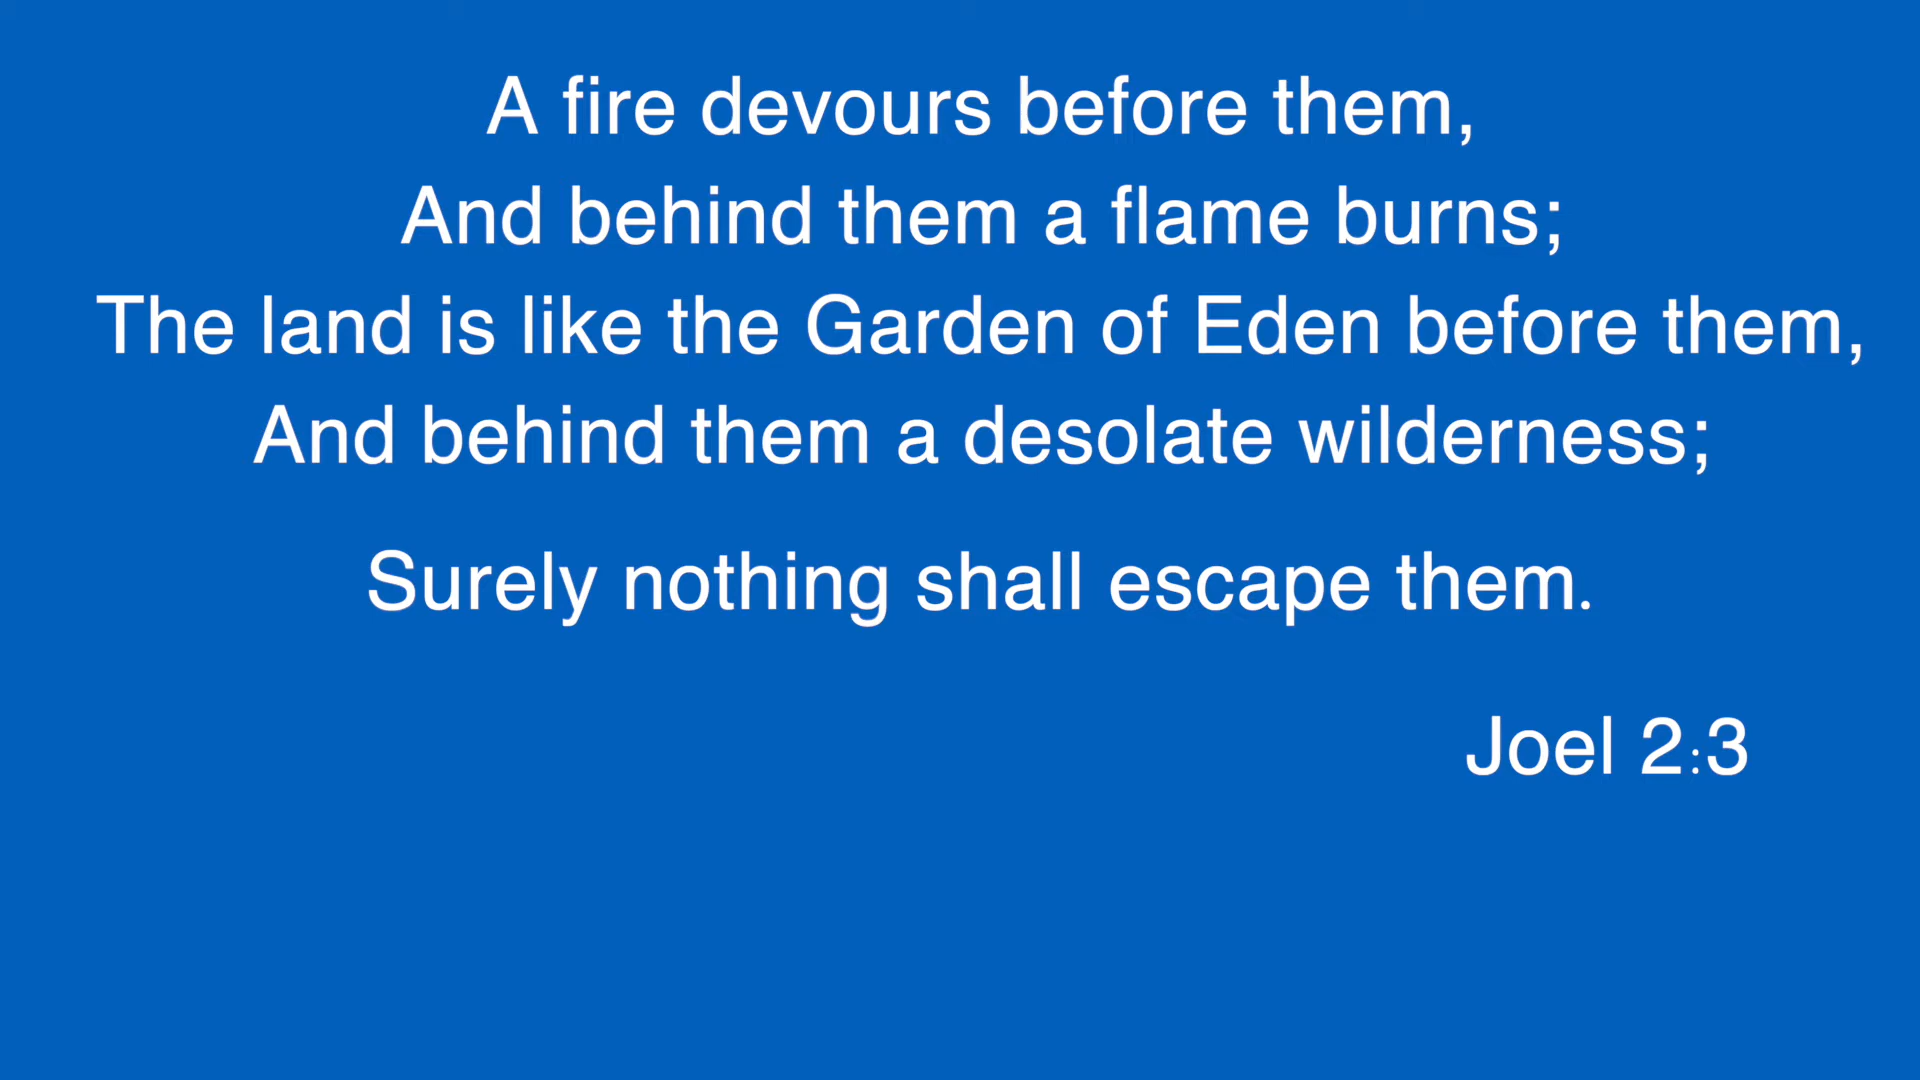 A fire devours before them,
And behind them a flame burns;
The land is like the Garden of Eden before them,
And behind them a desolate wilderness;
Surely nothing shall escape them.
Joel 2:3